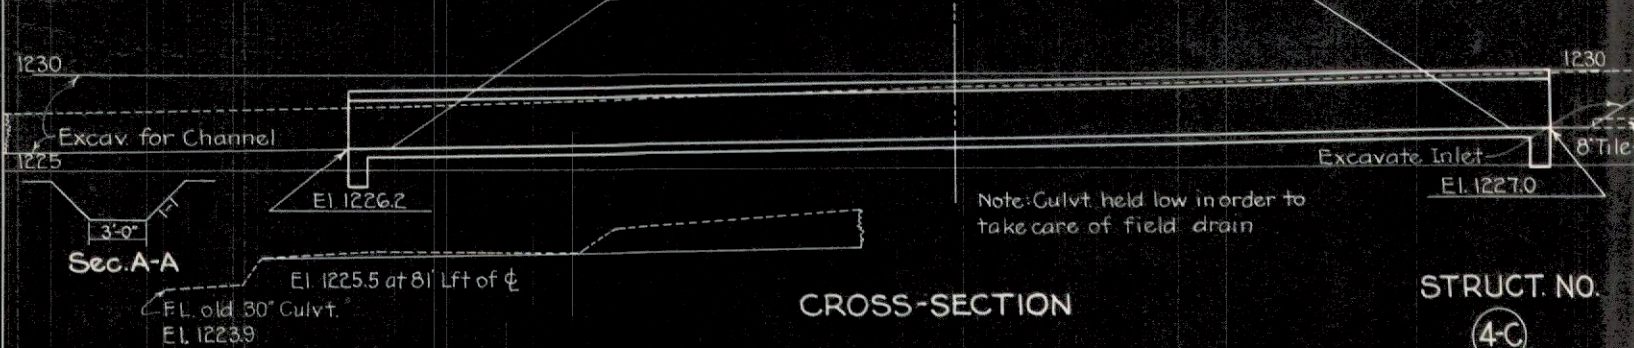 1230
1230
Excav. for Channel
1225
8" Tile
Excavate Inlet
El. 1227.0
El. 1226.2
Note: Culvt. held low in order to
take care of field drain
3'-0"
Sec. A-A
El. 1225.5 at 81' Lft of ℄
F.L. old 30" Culvt.
El. 1223.9
CROSS-SECTION
STRUCT. NO.
4-C